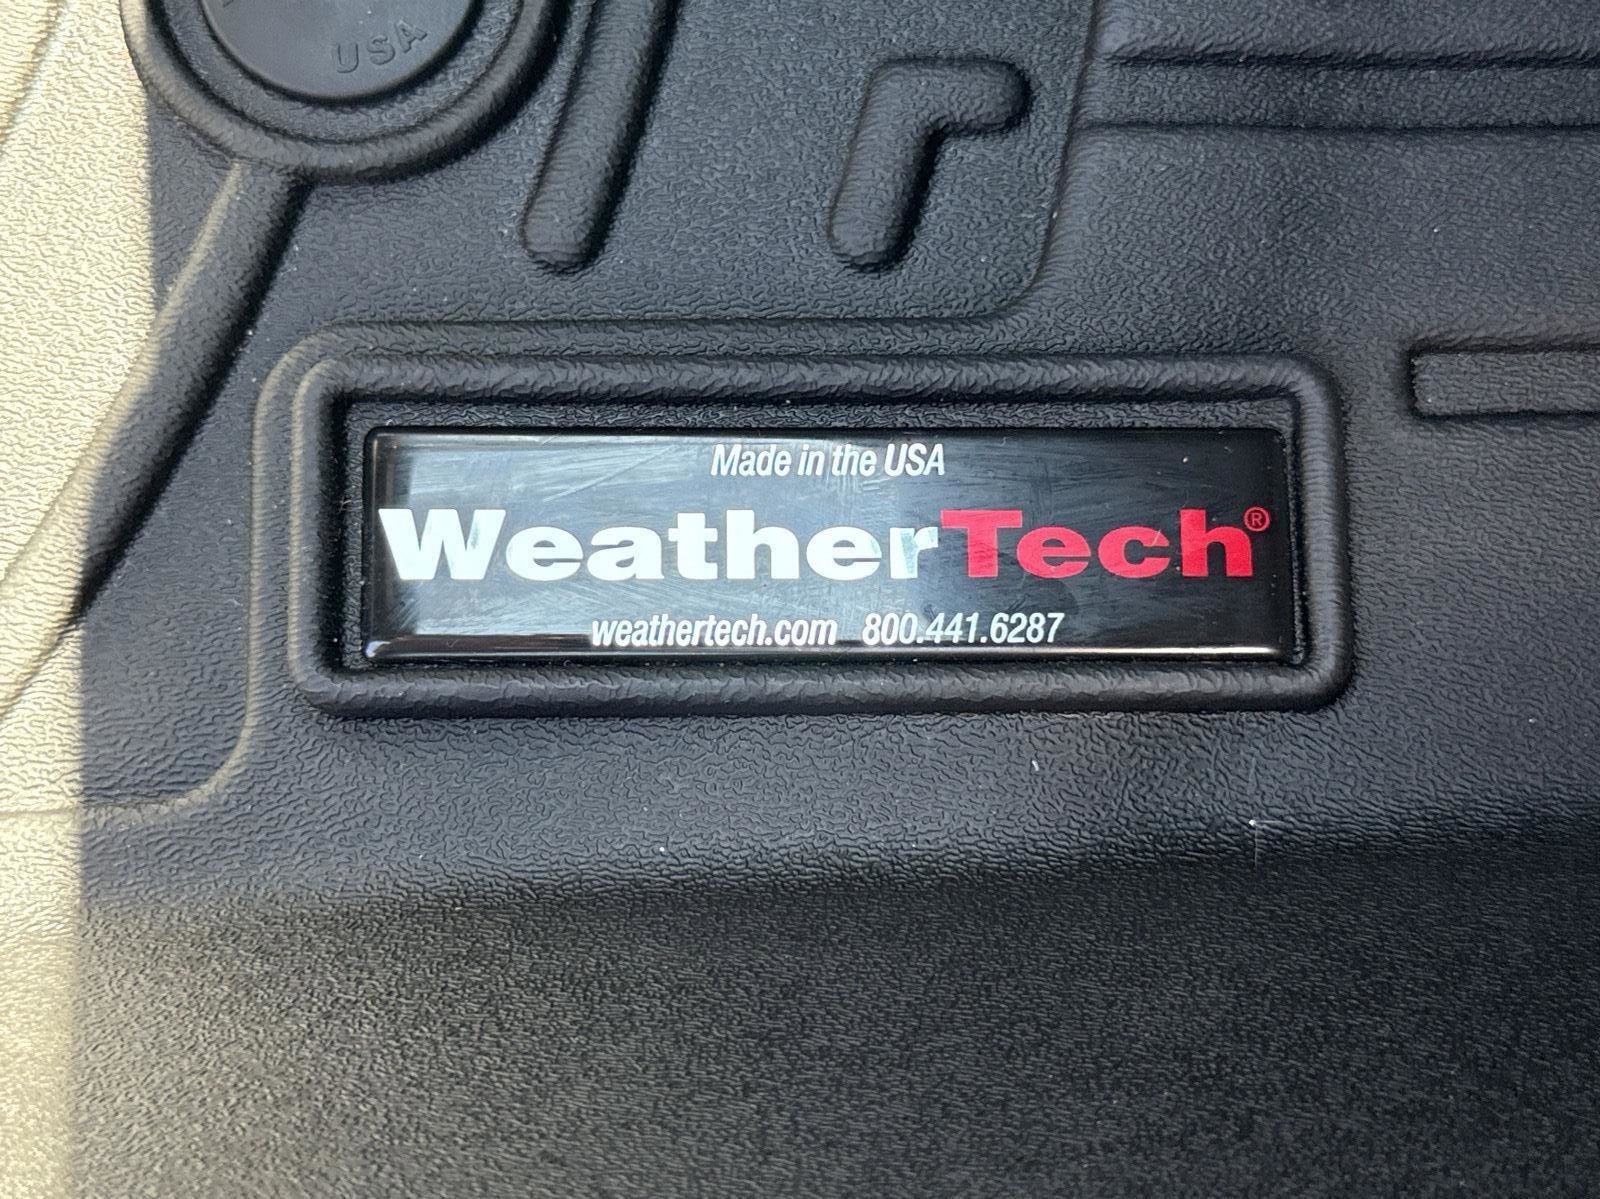 USA
Made in the USA
WeatherTech®
weathertech.com 800.441.6287